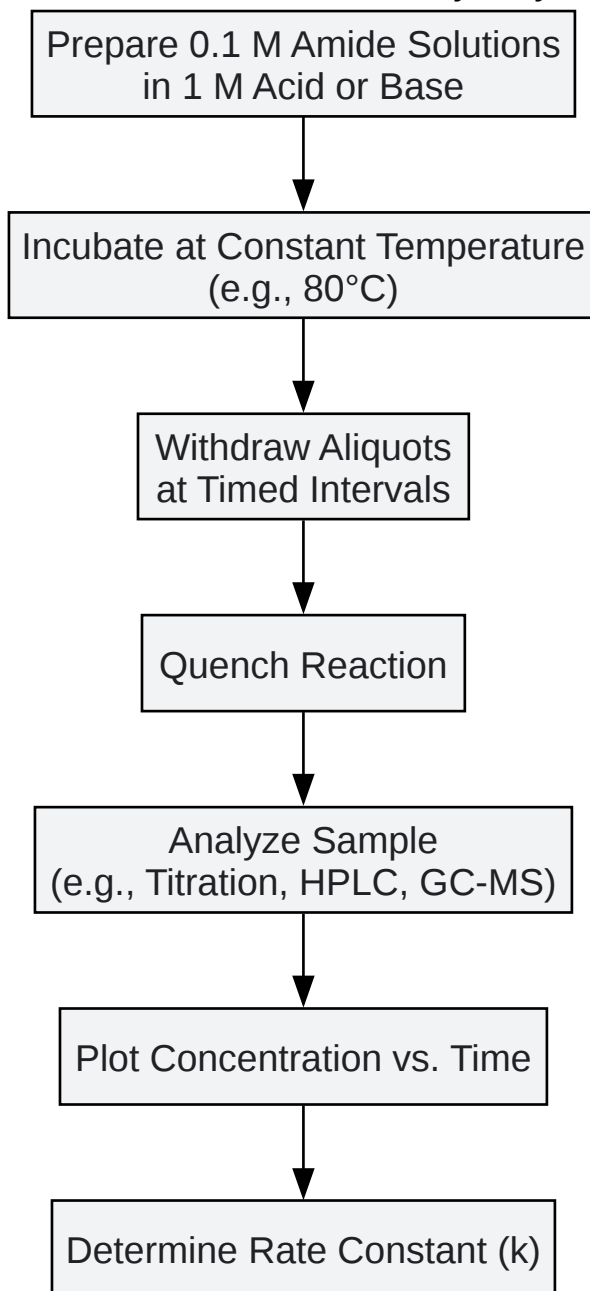 Prepare 0.1 M Amide Solutions
in 1 M Acid or Base
Incubate at Constant Temperature
(e.g., 80°C)
Withdraw Aliquots
at Timed Intervals
Quench Reaction
Analyze Sample
(e.g., Titration, HPLC, GC-MS)
Plot Concentration vs. Time
Determine Rate Constant (k)